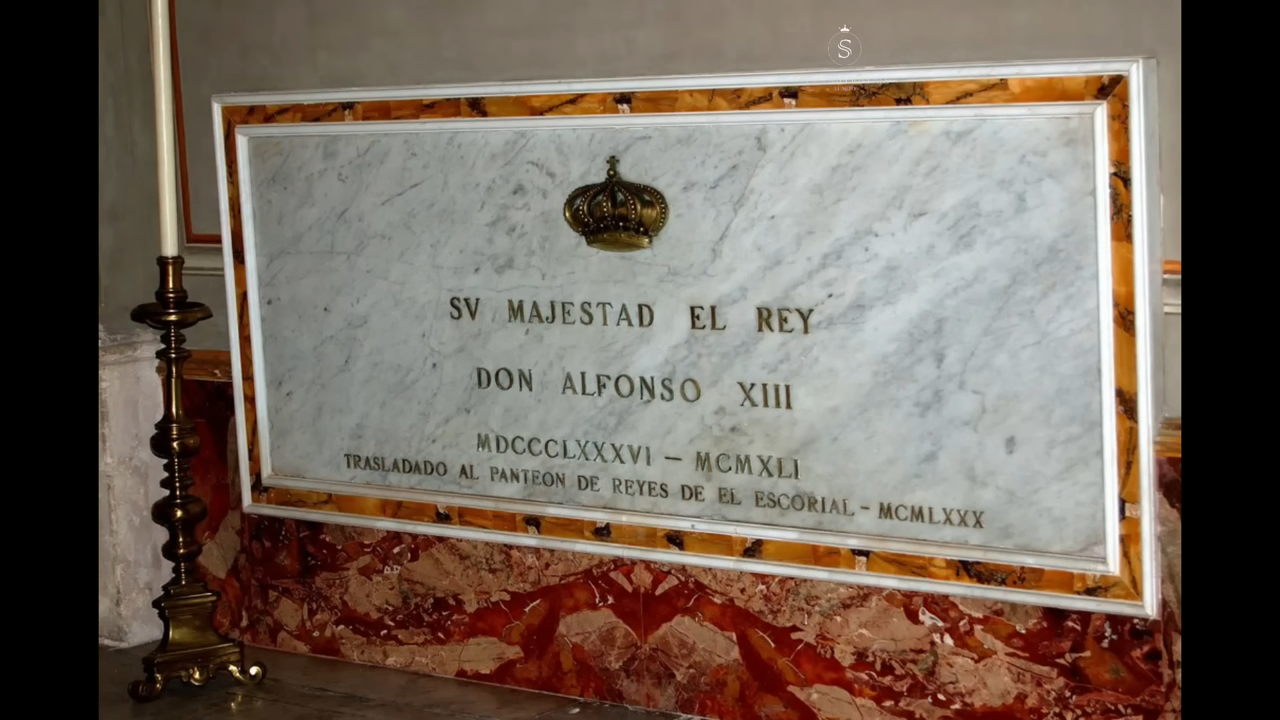 S
SV MAJESTAD EL REY
DON ALFONSO XIII
MDCCCLXXXVI — MCMXLI
TRASLADADO AL PANTEON DE REYES DE EL ESCORIAL - MCMLXXX